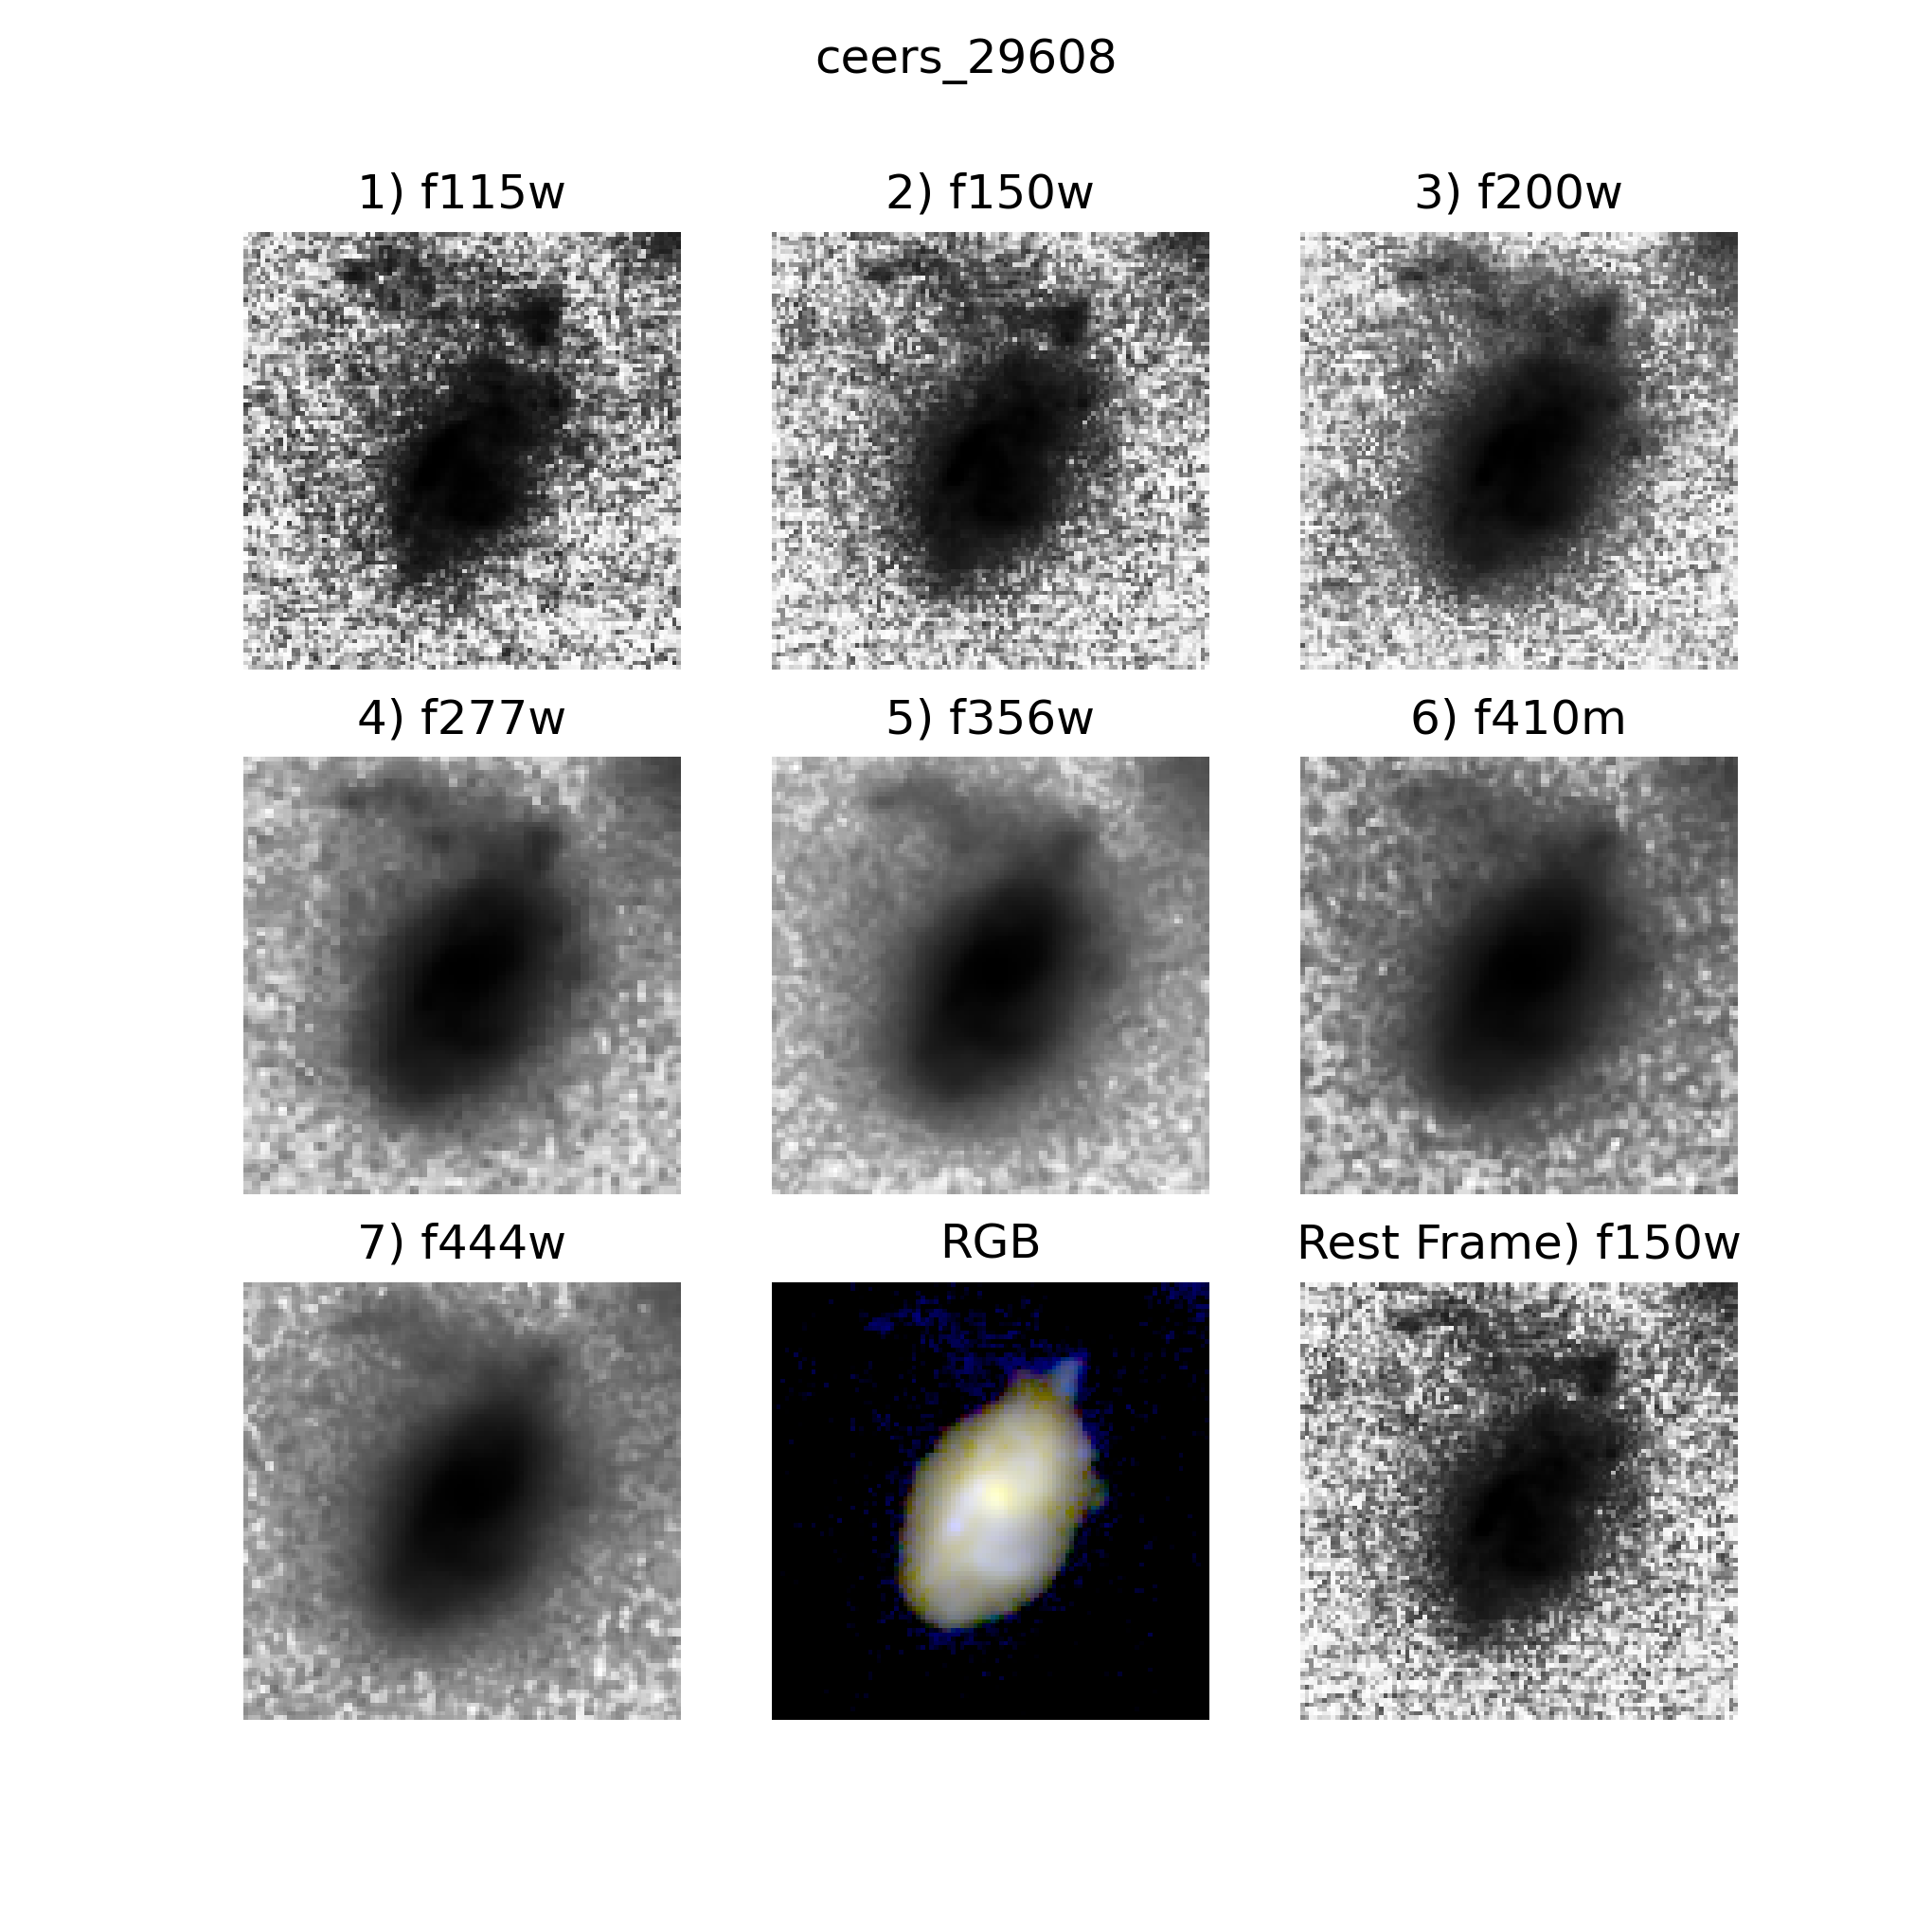 ceers_29608
1) f115w
2) f150w
3) f200w
4) f277w
5) f356w
6) f410m
7) f444w
RGB
Rest Frame) f150w